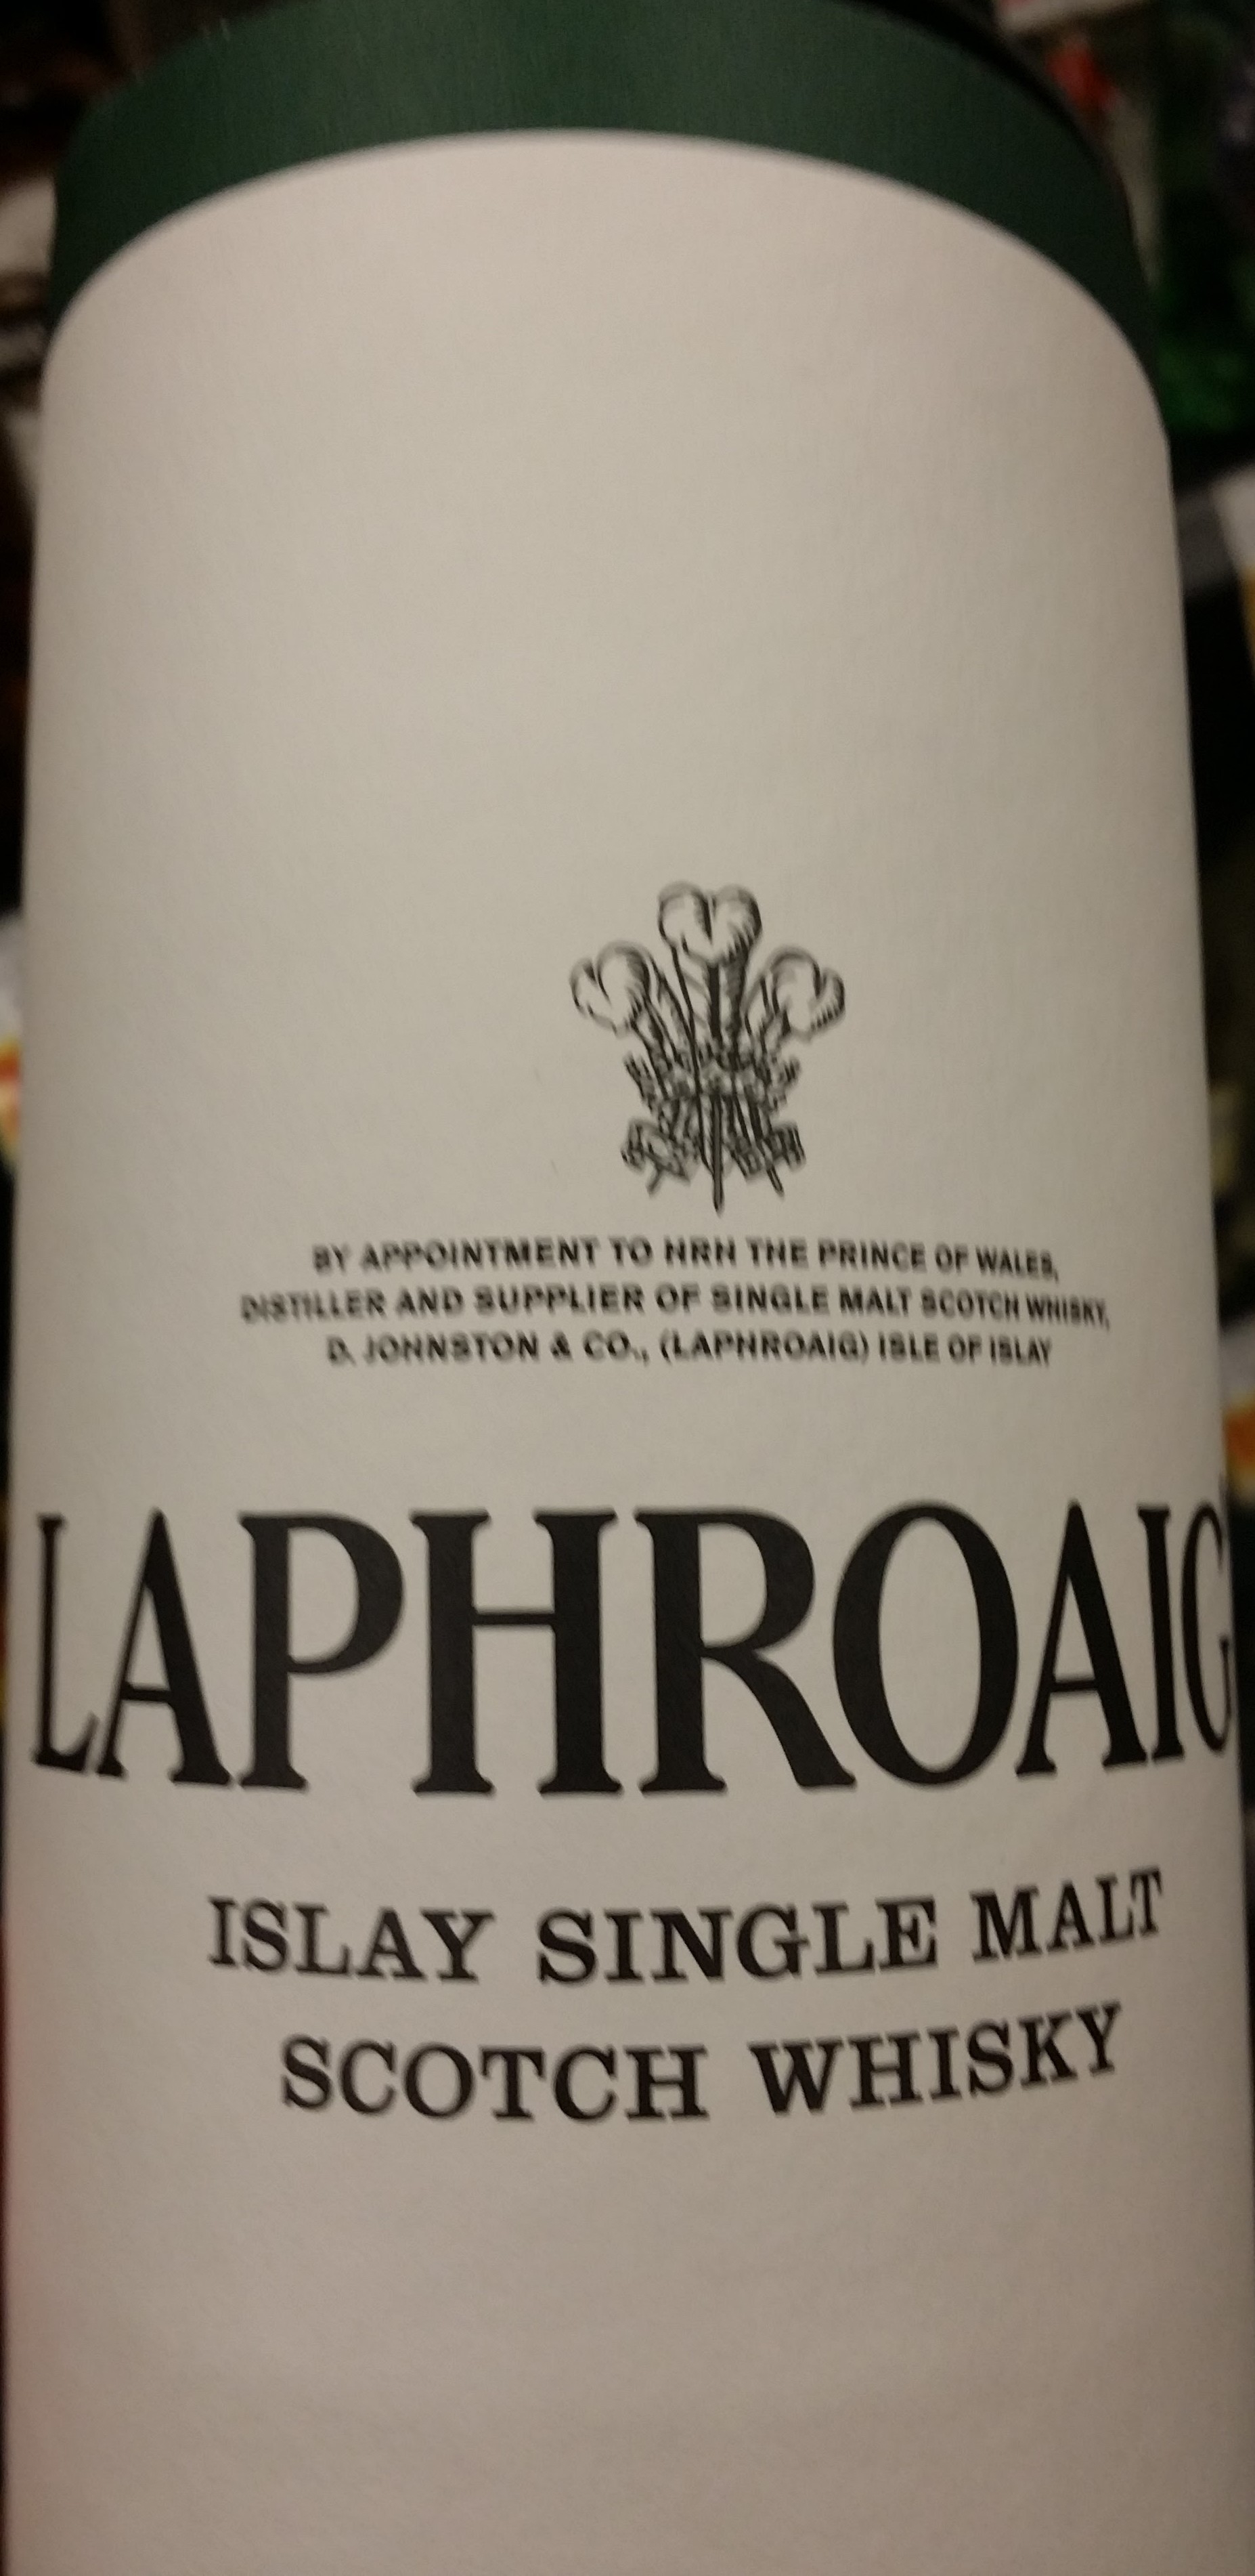 BY APPOINTMENT TO HRH THE PRINCE OF WALES,
DISTILLER AND SUPPLIER OF SINGLE MALT SCOTCH WHISKY,
D. JOHNSTON & CO., (LAPHROAIG) ISLE OF ISLAY
LAPHROAIG
ISLAY SINGLE MALT
SCOTCH WHISKY